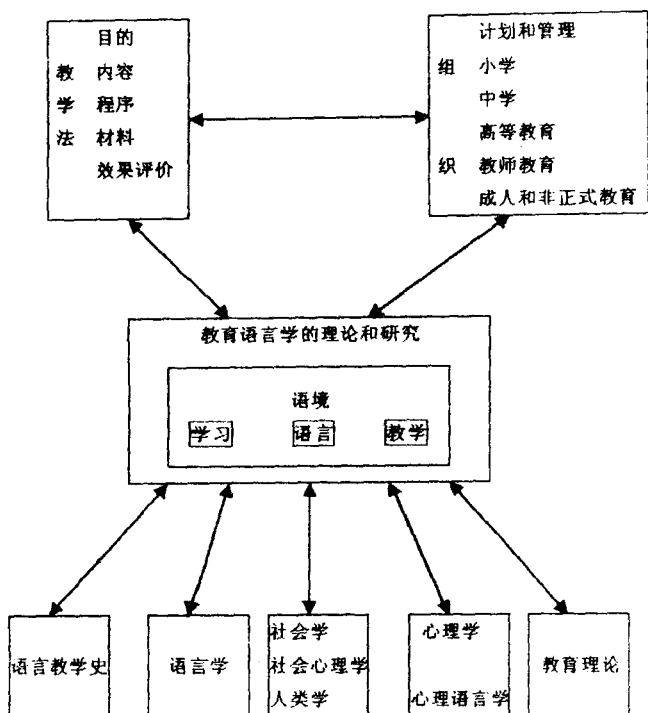 目的
教 内容
学 程序
法 材料
效果评价
计划和管理
组 小学
中学
高等教育
织 教师教育
成人和非正式教育
教育语言学的理论和研究
语境
学习 语言 教学
语言教学史
语言学
社会学
社会心理学
人类学
心理学
心理语言学
教育理论